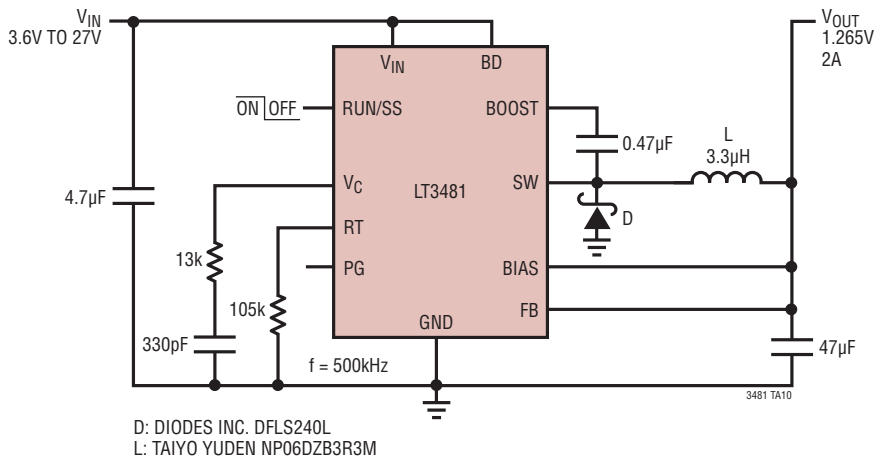 VIN
3.6V TO 27V
VOUT
1.265V
2A
VIN
BD
ON OFF
RUN/SS
BOOST
0.47µF
L
3.3µH
4.7µF
VC
LT3481
SW
D
RT
13k
PG
BIAS
105k
FB
GND
330pF
f = 500kHz
47µF
3481 TA10
D: DIODES INC. DFLS240L
L: TAIYO YUDEN NP06DZB3R3M